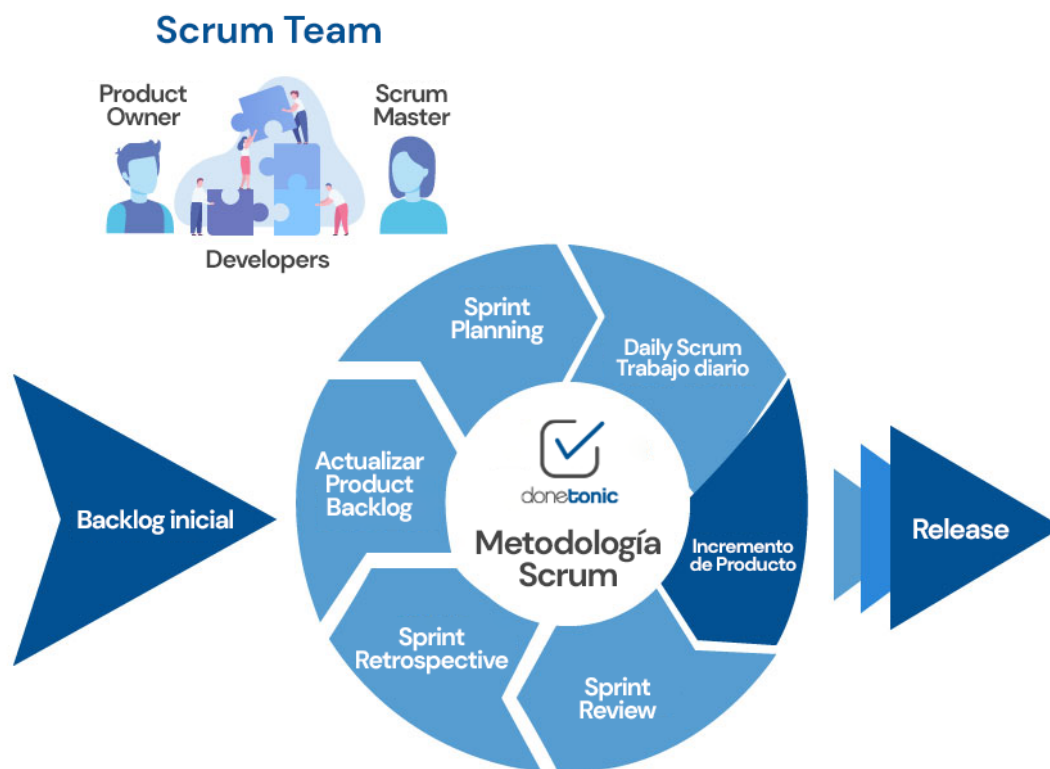 Scrum Team
Product
Owner
Scrum
Master
Developers
Sprint
Planning
Daily Scrum
Trabajo diario
Actualizar
Product
Backlog
Backlog inicial
donetonic
Metodología
Scrum
Incremento
de Producto
Release
Sprint
Retrospective
Sprint
Review